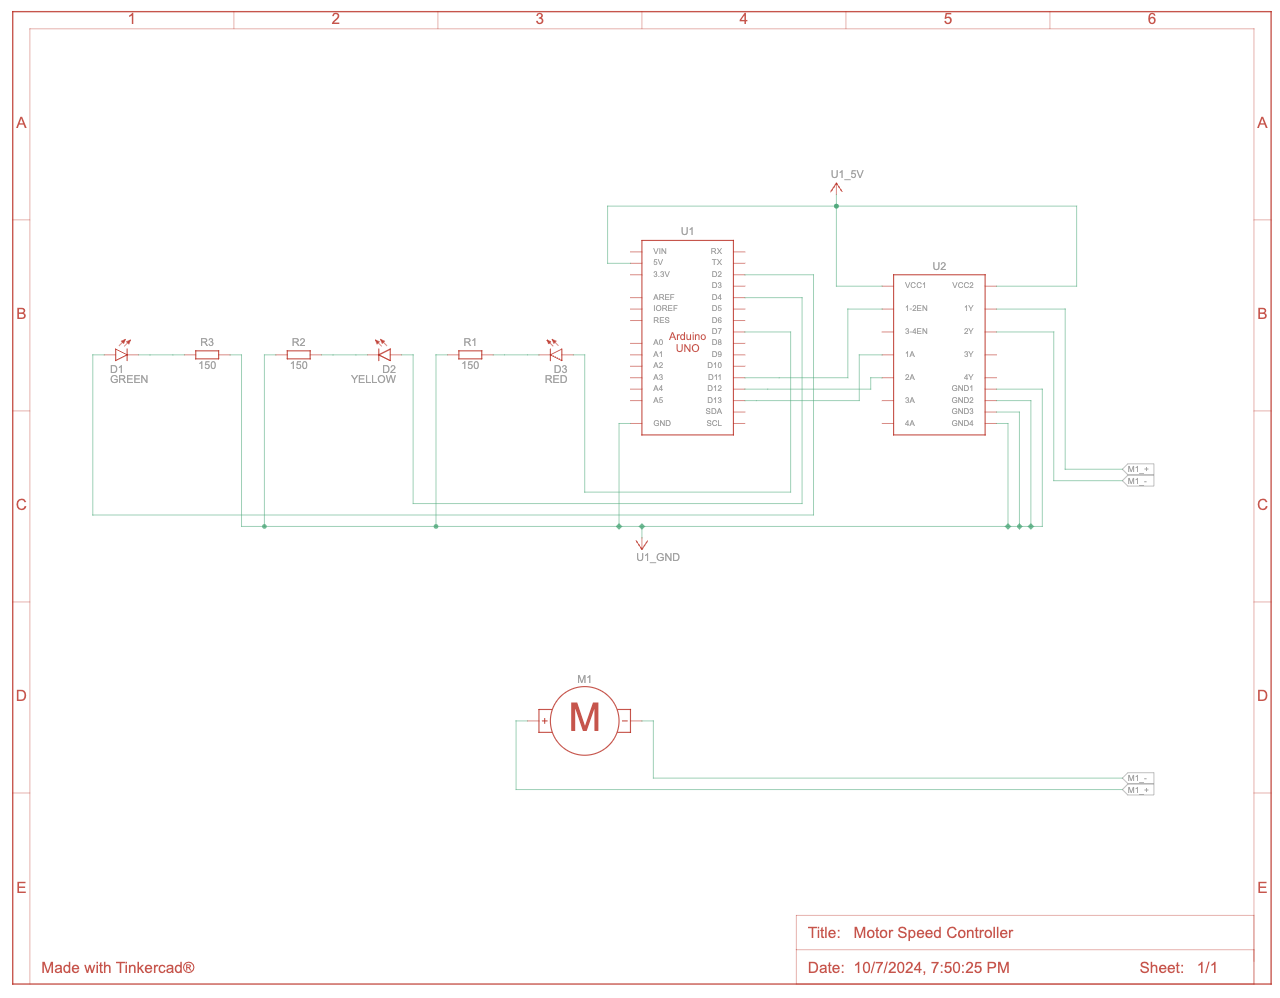 1 2 3 4 5 6
A A
U1_5V
U1
VIN RX
5V TX
3.3V D2
D3
AREF D4
IOREF D5
RES D6
D7
Arduino
UNO
A0 D8
A1 D9
A2 D10
A3 D11
A4 D12
A5 D13
SDA
GND SCL
U2
VCC1 VCC2
1-2EN 1Y
3-4EN 2Y
1A 3Y
2A 4Y
GND1
3A GND2
GND3
4A GND4
B B
D1
GREEN
R3
150
R2
150
D2
YELLOW
R1
150
D3
RED
M1_+
M1_-
C C
U1_GND
M1
D D
+ M -
M1_-
M1_+
E E
Title: Motor Speed Controller
Made with Tinkercad®
Date: 10/7/2024, 7:50:25 PM Sheet: 1/1